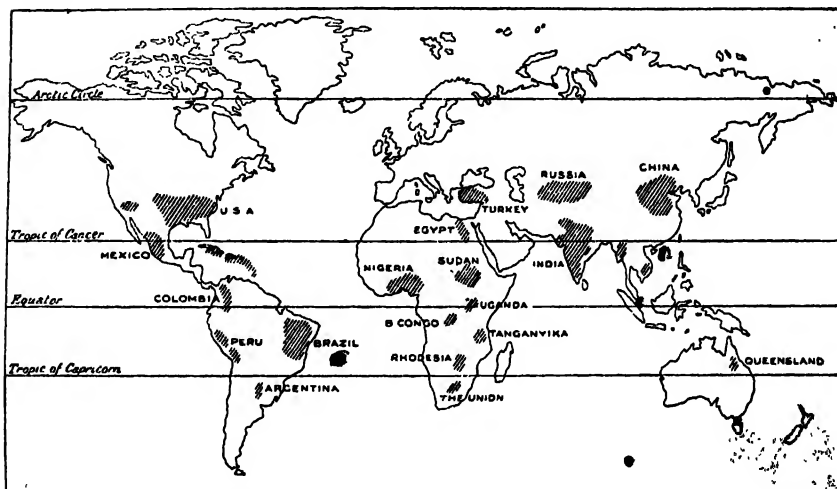 Arctic Circle
RUSSIA
CHINA
U.S.A
TURKEY
Tropic of Cancer
EGYPT
MEXICO
SUDAN
INDIA
NIGERIA
Equator
COLOMBIA
UGANDA
B CONGO
TANGANYIKA
PERU
BRAZIL
RHODESIA
QUEENSLAND
Tropic of Capricorn
ARGENTINA
THE UNION